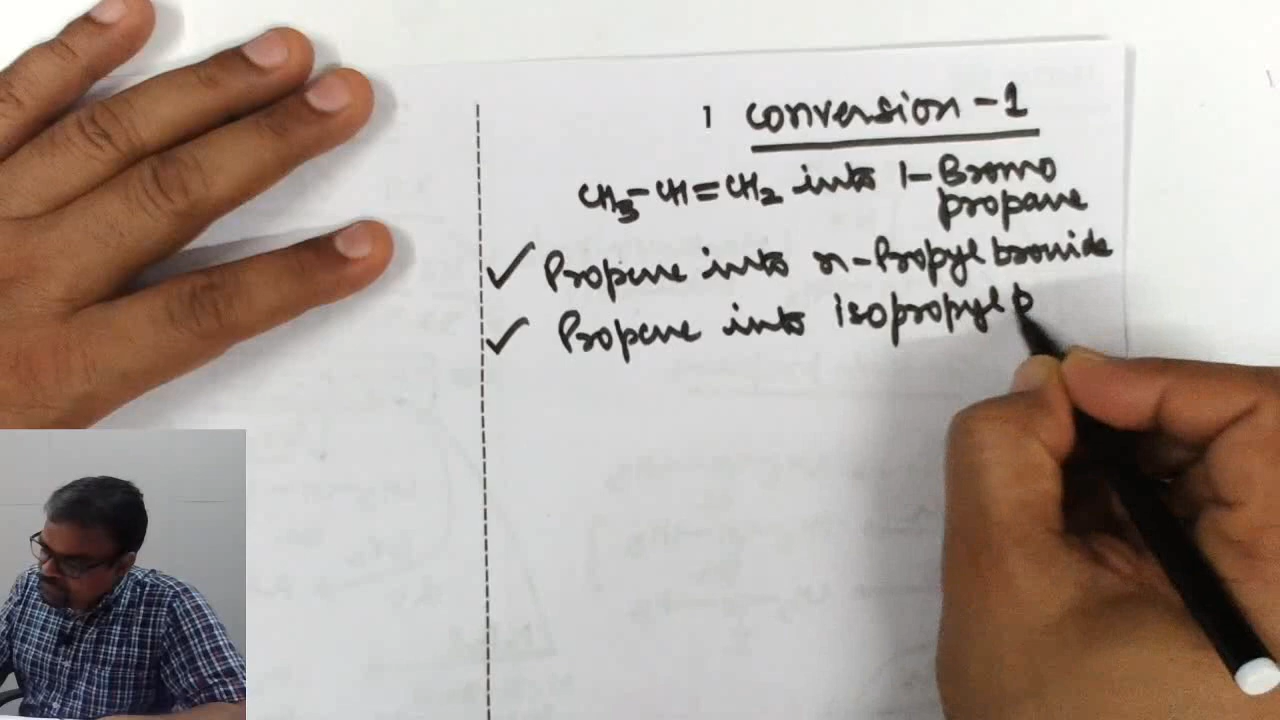 1 Conversion - 1
CH3-CH=CH2 into 1-Bromo
propane
✓ Propene into n-Propyl bromide
✓ Propene into isopropyl b